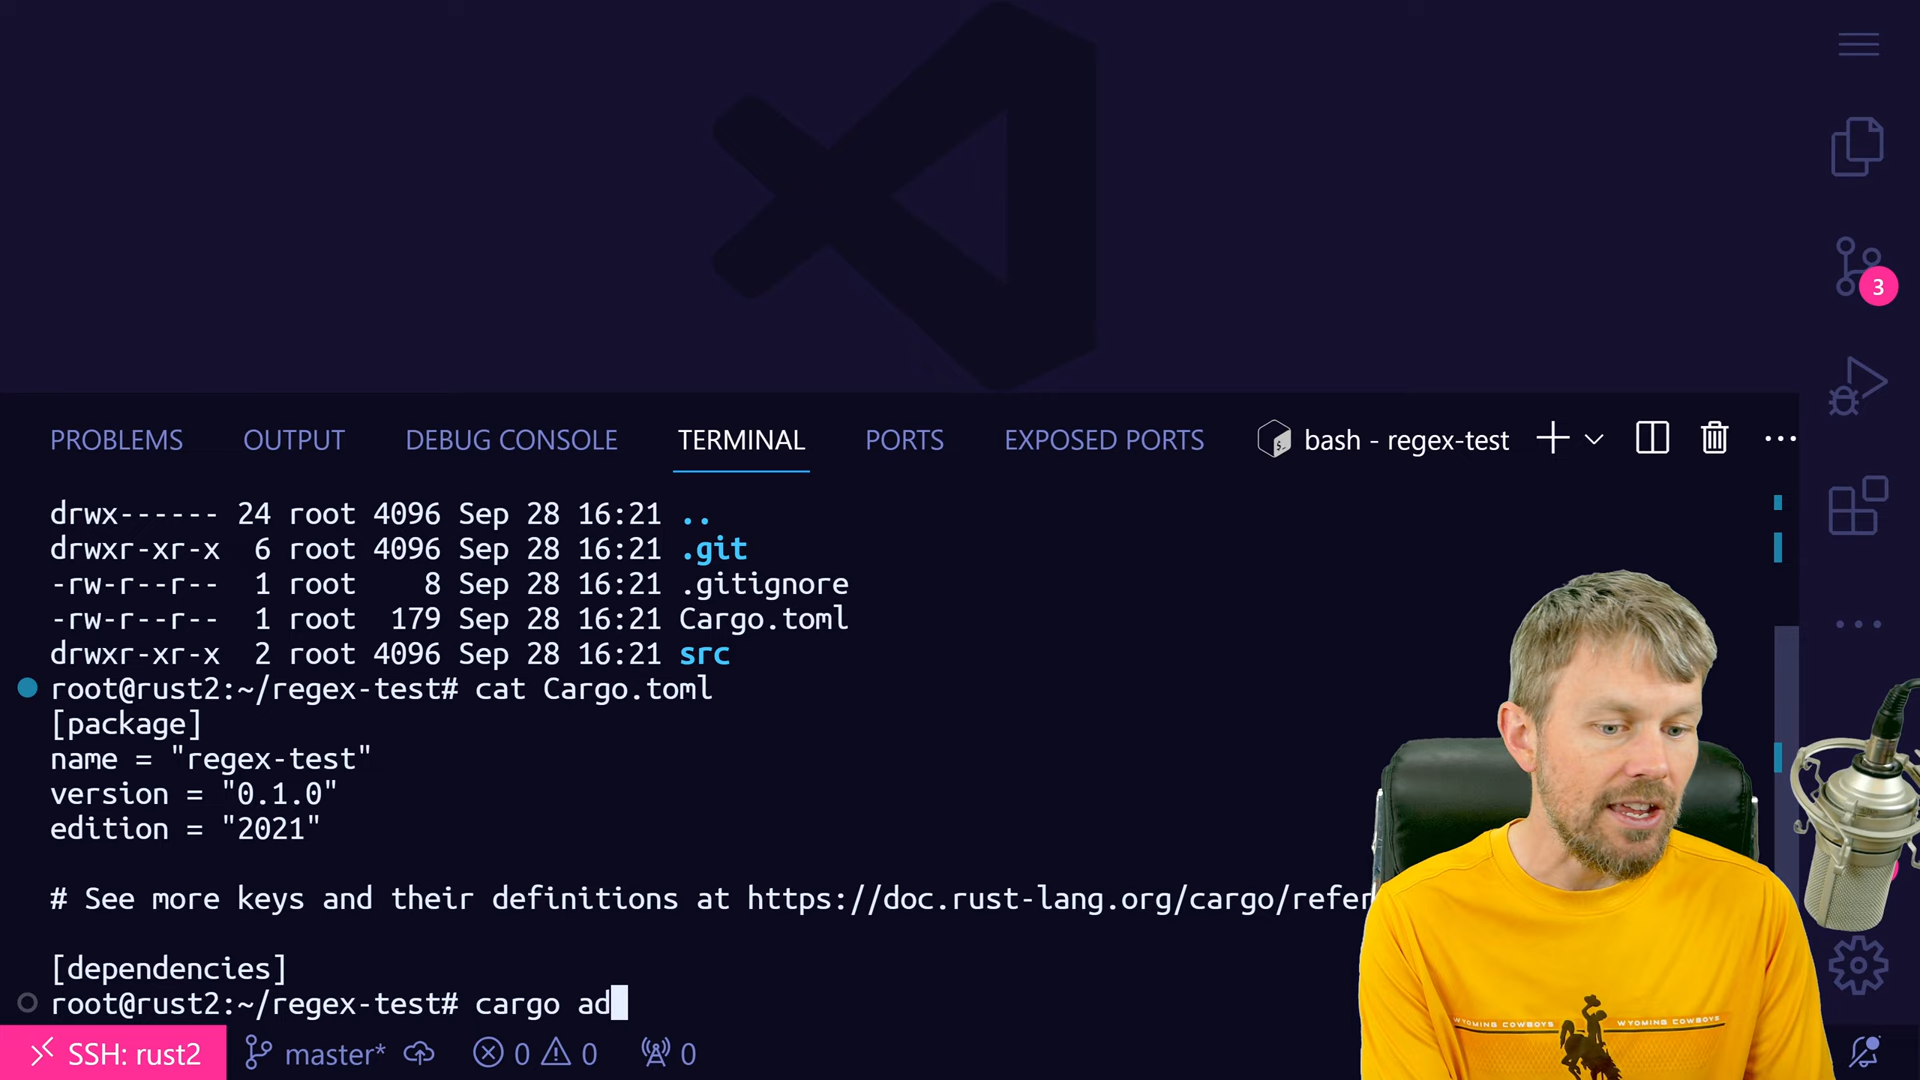 3
PROBLEMS OUTPUT DEBUG CONSOLE TERMINAL PORTS EXPOSED PORTS bash - regex-test
drwx------ 24 root 4096 Sep 28 16:21 ..
drwxr-xr-x 6 root 4096 Sep 28 16:21 .git
-rw-r--r-- 1 root 8 Sep 28 16:21 .gitignore
-rw-r--r-- 1 root 179 Sep 28 16:21 Cargo.toml
drwxr-xr-x 2 root 4096 Sep 28 16:21 src
root@rust2:~/regex-test# cat Cargo.toml
[package]
name = "regex-test"
version = "0.1.0"
edition = "2021"
# See more keys and their definitions at https://doc.rust-lang.org/cargo/refer
[dependencies]
root@rust2:~/regex-test# cargo ad
WYOMING COWBOYS WYOMING COWBOYS
SSH: rust2 master* 0 0 0